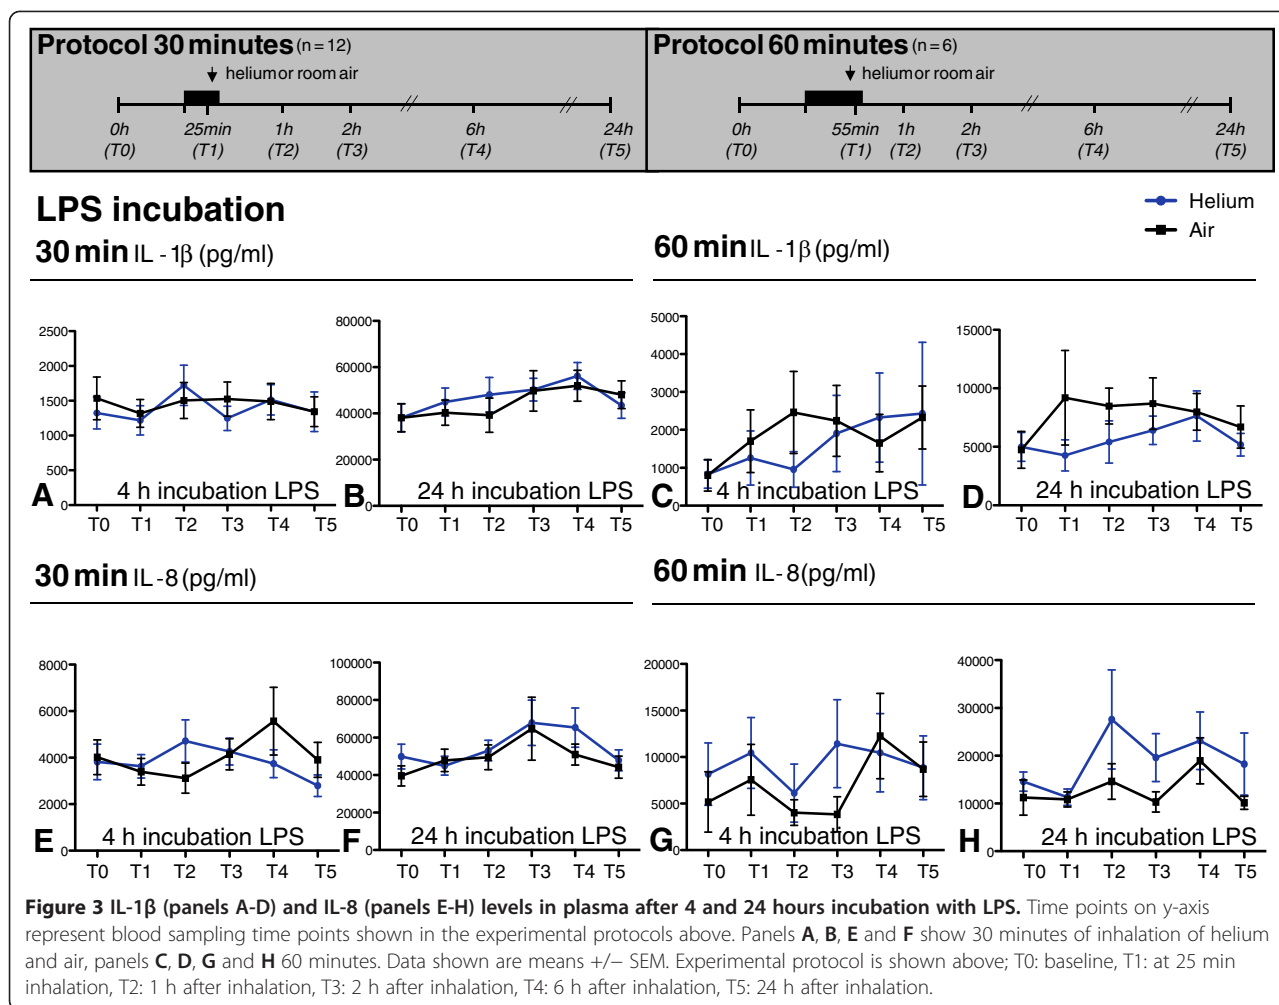 Protocol 30 minutes (n = 12)
helium or room air
0h 25min 1h 2h 6h 24h
(T0) (T1) (T2) (T3) (T4) (T5)
Protocol 60 minutes (n = 6)
helium or room air
0h 55min 1h 2h 6h 24h
(T0) (T1) (T2) (T3) (T4) (T5)
LPS incubation
Helium
Air
30 min IL - 1β (pg/ml)
60 min IL - 1β (pg/ml)
2500
2000
1500
1000
500
0
A 4 h incubation LPS
T0 T1 T2 T3 T4 T5
80000
60000
40000
20000
0
B 24 h incubation LPS
T0 T1 T2 T3 T4 T5
5000
4000
3000
2000
1000
0
C 4 h incubation LPS
T0 T1 T2 T3 T4 T5
15000
10000
5000
0
D 24 h incubation LPS
T0 T1 T2 T3 T4 T5
30 min IL - 8 (pg/ml)
60 min IL - 8(pg/ml)
8000
6000
4000
2000
0
E 4 h incubation LPS
T0 T1 T2 T3 T4 T5
100000
80000
60000
40000
20000
0
F 24 h incubation LPS
T0 T1 T2 T3 T4 T5
20000
15000
10000
5000
0
G 4 h incubation LPS
T0 T1 T2 T3 T4 T5
40000
30000
20000
10000
0
H 24 h incubation LPS
T0 T1 T2 T3 T4 T5
Figure 3 IL-1β (panels A-D) and IL-8 (panels E-H) levels in plasma after 4 and 24 hours incubation with LPS. Time points on y-axis
represent blood sampling time points shown in the experimental protocols above. Panels A, B, E and F show 30 minutes of inhalation of helium
and air, panels C, D, G and H 60 minutes. Data shown are means +/− SEM. Experimental protocol is shown above; T0: baseline, T1: at 25 min
inhalation, T2: 1 h after inhalation, T3: 2 h after inhalation, T4: 6 h after inhalation, T5: 24 h after inhalation.